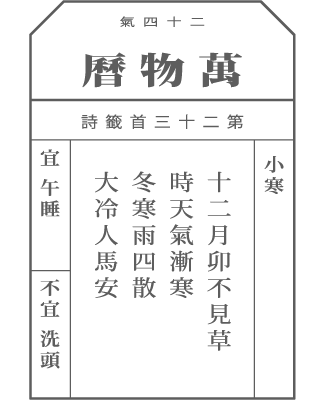 二十四氣
萬物曆
第二十三首籤詩
小寒
十二月卯不見草
時天氣漸寒
冬寒雨四散
大冷人馬安
宜 午睡
不宜 洗頭